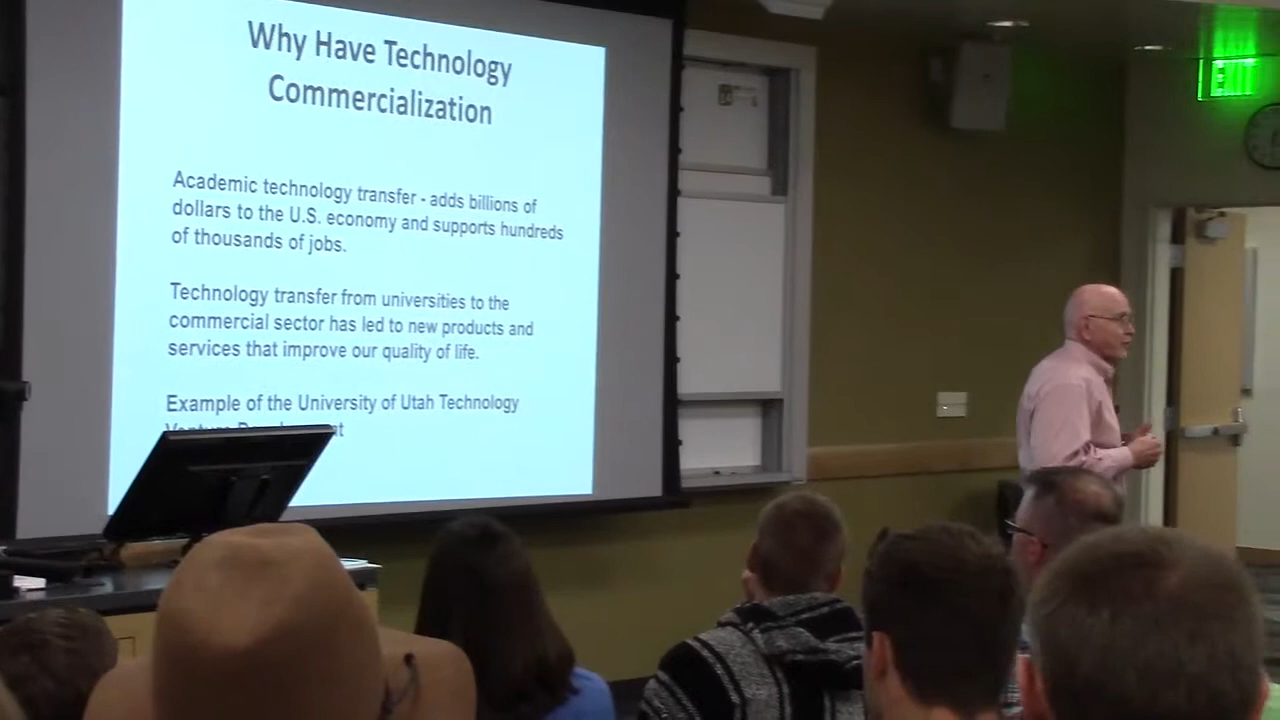 Why Have Technology
Commercialization
Academic technology transfer - adds billions of
dollars to the U.S. economy and supports hundreds
of thousands of jobs.
Technology transfer from universities to the
commercial sector has led to new products and
services that improve our quality of life.
Example of the University of Utah Technology